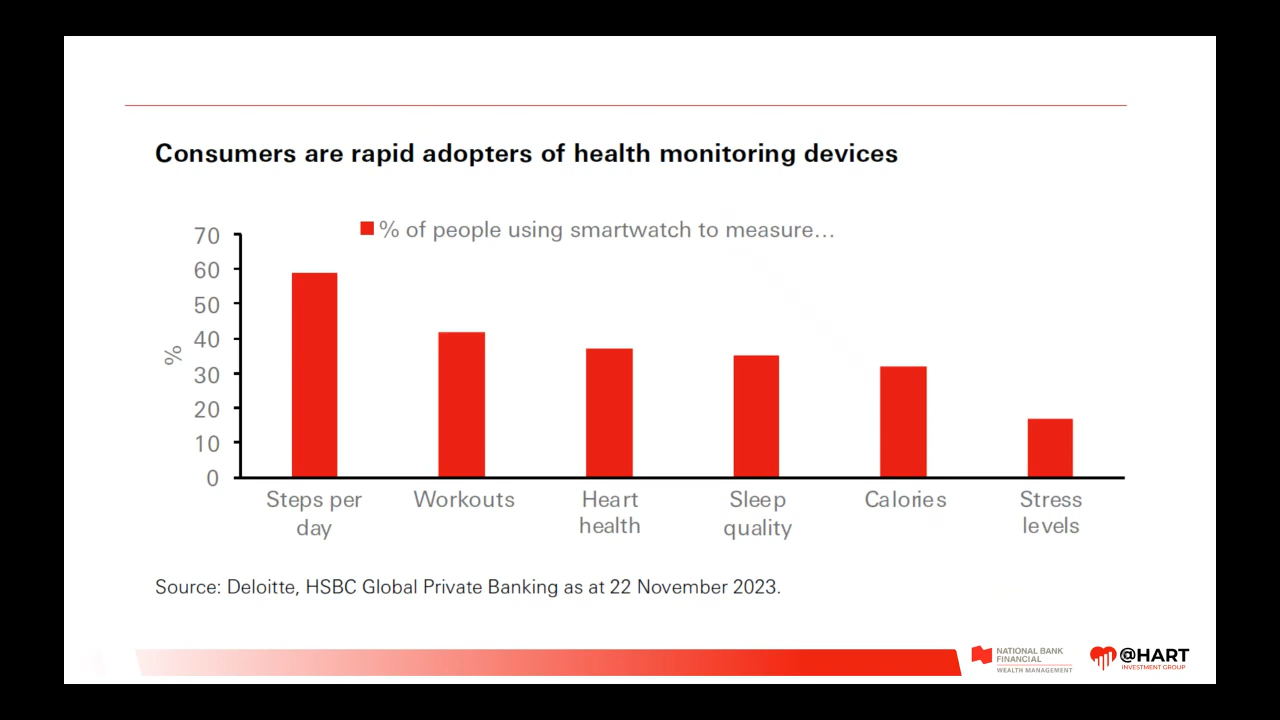 Consumers are rapid adopters of health monitoring devices
% of people using smartwatch to measure...
70
60
50
40
30
20
10
0
%
Steps per
day
Workouts
Heart
health
Sleep
quality
Calories
Stress
levels
Source: Deloitte, HSBC Global Private Banking as at 22 November 2023.
NATIONAL BANK
FINANCIAL
WEALTH MANAGEMENT
@HART
INVESTMENT GROUP